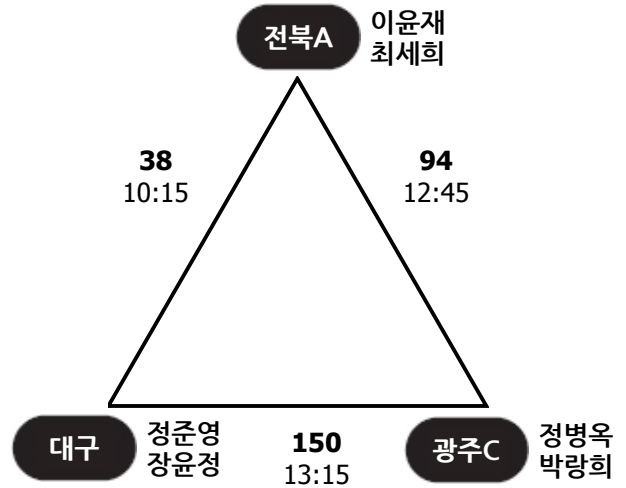 전북A
이윤재
최세희
38
10:15
94
12:45
대구
정준영
장윤정
150
13:15
광주C
정병옥
박랑희